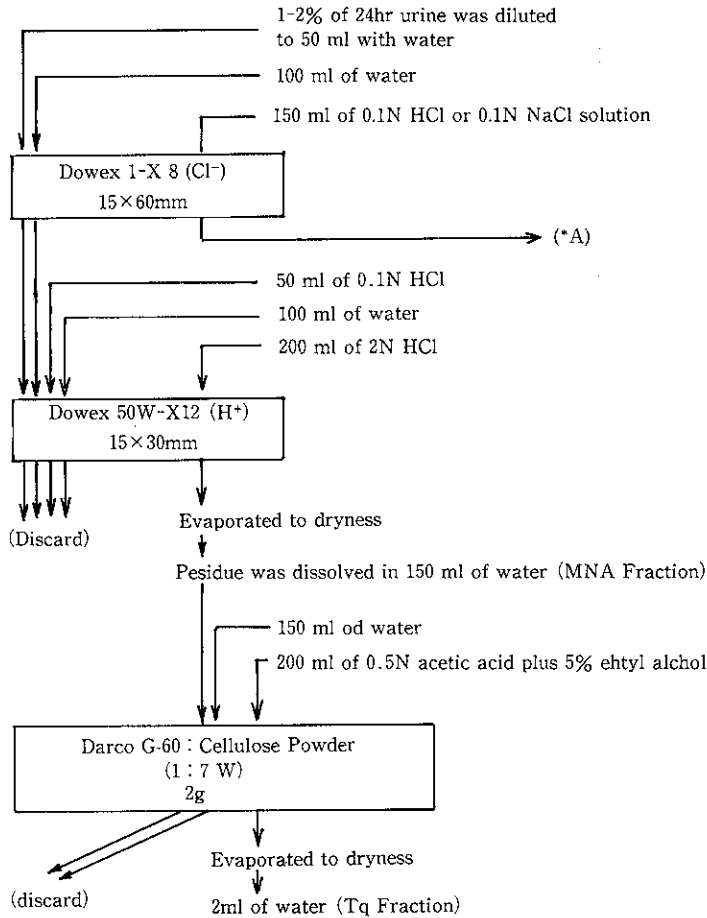 1-2% of 24hr urine was diluted
to 50 ml with water
100 ml of water
150 ml of 0.1N HCl or 0.1N NaCl solution
Dowex 1-X 8 (Cl⁻)
15×60mm
(*A)
50 ml of 0.1N HCl
100 ml of water
200 ml of 2N HCl
Dowex 50W-X12 (H⁺)
15×30mm
(Discard)
Evaporated to dryness
Pesidue was dissolved in 150 ml of water (MNA Fraction)
150 ml od water
200 ml of 0.5N acetic acid plus 5% ehtyl alchol
Darco G-60 : Cellulose Powder
(1 : 7 W)
2g
Evaporated to dryness
(discard)
2ml of water (Tq Fraction)